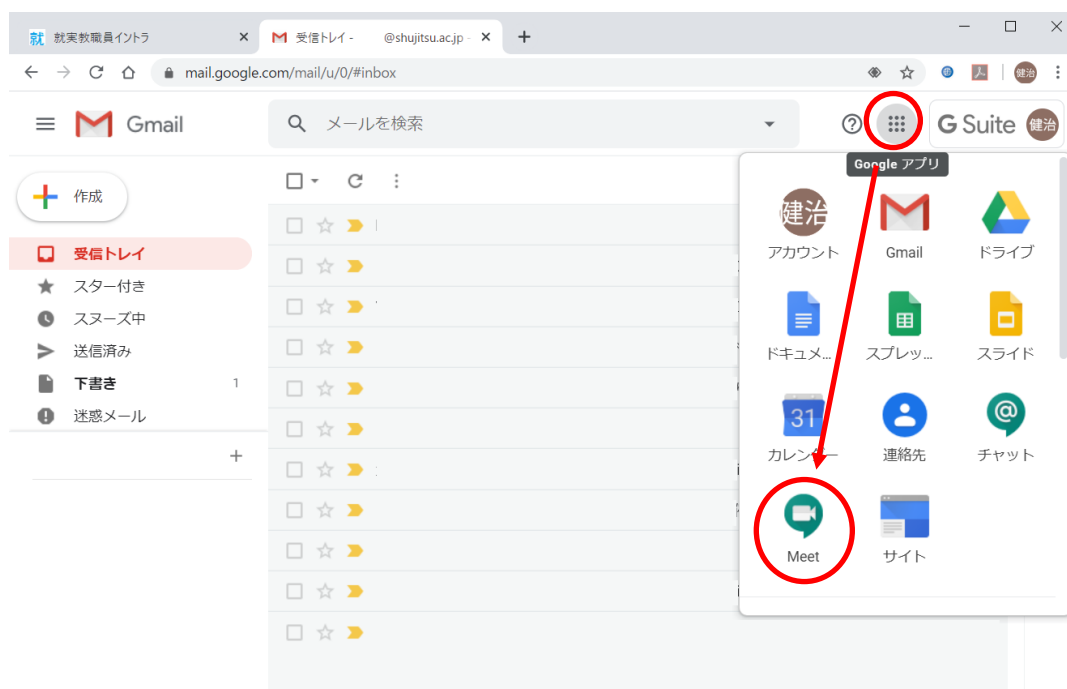 就 就実教職員イントラ
受信トレイ - @shujitsu.ac.jp -
mail.google.com/mail/u/0/#inbox
健治
Gmail
メールを検索
G Suite 健治
Google アプリ
作成
受信トレイ
スター付き
スヌーズ中
送信済み
下書き 1
迷惑メール
健治
アカウント Gmail ドライブ
ドキュメ... スプレッ... スライド
31
カレンダー 連絡先 チャット
Meet サイト